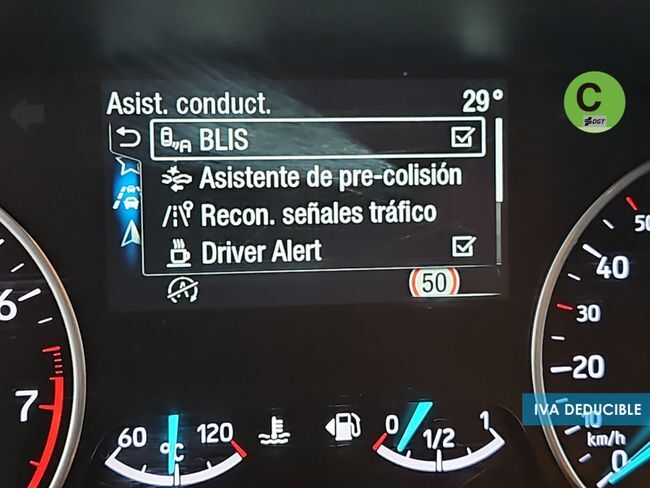 Asist. conduct. 29°
BLIS
Asistente de pre-colisión
Recon. señales tráfico
Driver Alert
50
C
DGT
6
7
60 120
°C
0 1/2 1
50
40
30
20
10
km/h
0
IVA DEDUCIBLE